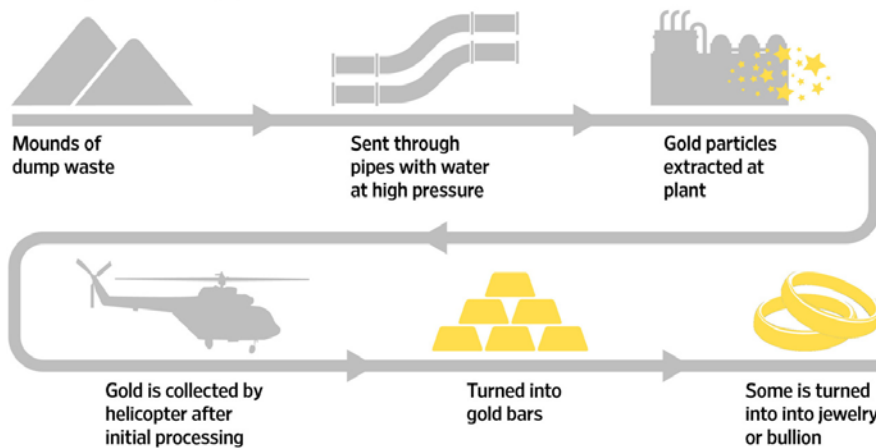 Mounds of
dump waste
Sent through
pipes with water
at high pressure
Gold particles
extracted at
plant
Gold is collected by
helicopter after
initial processing
Turned into
gold bars
Some is turned
into into jewelry
or bullion